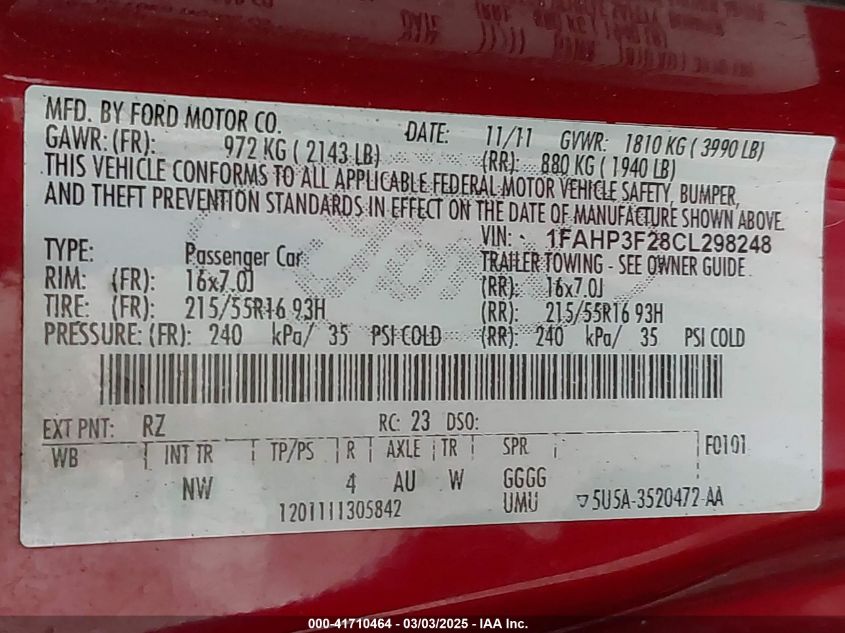 MFD. BY FORD MOTOR CO. DATE: 11/11 GVWR: 1810 KG ( 3990 LB)
GAWR: (FR): 972 KG ( 2143 LB) (RR): 880 KG ( 1940 LB)
THIS VEHICLE CONFORMS TO ALL APPLICABLE FEDERAL MOTOR VEHICLE SAFETY, BUMPER,
AND THEFT PREVENTION STANDARDS IN EFFECT ON THE DATE OF MANUFACTURE SHOWN ABOVE.
VIN: 1FAHP3F28CL298248
TYPE: Passenger Car TRAILER TOWING - SEE OWNER GUIDE
RIM: (FR): 16x7.0J (RR): 16x7.0J
TIRE: (FR): 215/55R16 93H (RR): 215/55R16 93H
PRESSURE: (FR): 240 kPa/ 35 PSI COLD (RR): 240 kPa/ 35 PSI COLD
EXT PNT: RZ RC: 23 DSO:
WB INT TR TP/PS R AXLE TR SPR F0101
NW 4 AU W GGGG
1201111305842 UMU 5U5A-3520472-AA
000-41710464 - 03/03/2025 - IAA Inc.